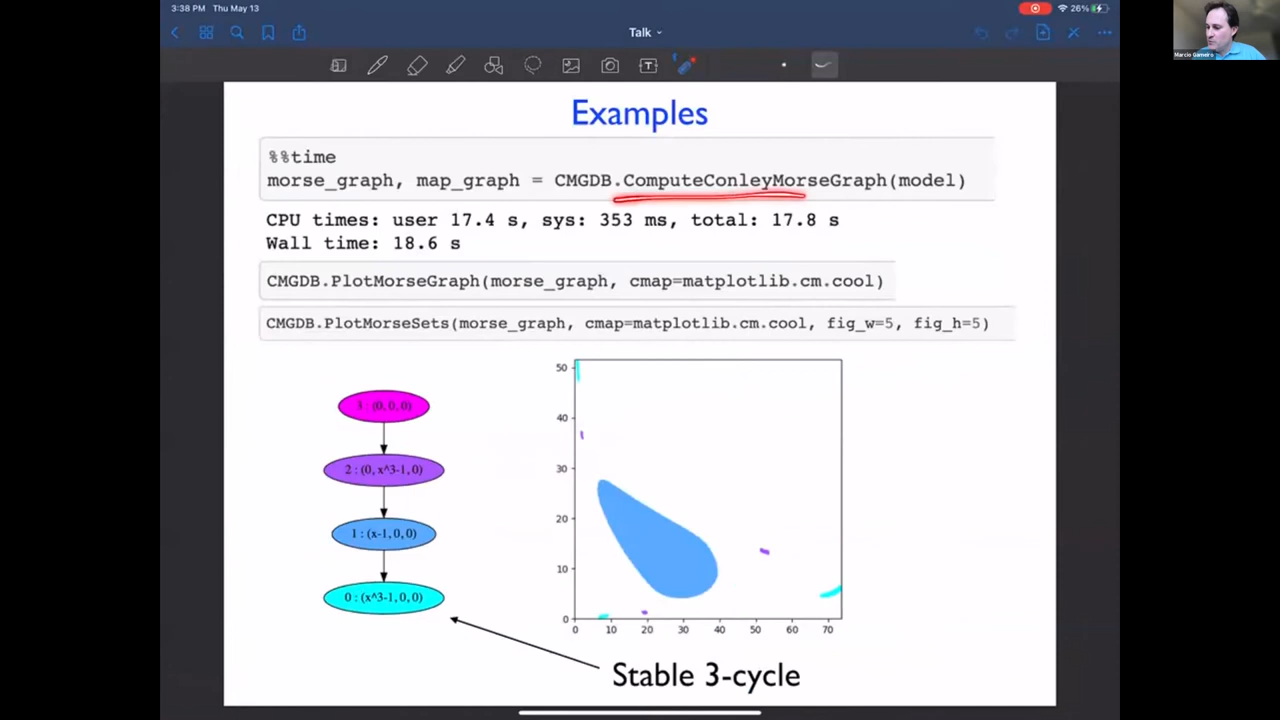 3:38 PM Thu May 13
26%
Talk
Marcio Gameiro
Examples
%%time
morse_graph, map_graph = CMGDB.ComputeConleyMorseGraph(model)
CPU times: user 17.4 s, sys: 353 ms, total: 17.8 s
Wall time: 18.6 s
CMGDB.PlotMorseGraph(morse_graph, cmap=matplotlib.cm.cool)
CMGDB.PlotMorseSets(morse_graph, cmap=matplotlib.cm.cool, fig_w=5, fig_h=5)
3 : (0, 0, 0)
2 : (0, x^3-1, 0)
1 : (x-1, 0, 0)
0 : (x^3-1, 0, 0)
50
40
30
20
10
0
0 10 20 30 40 50 60 70
Stable 3-cycle